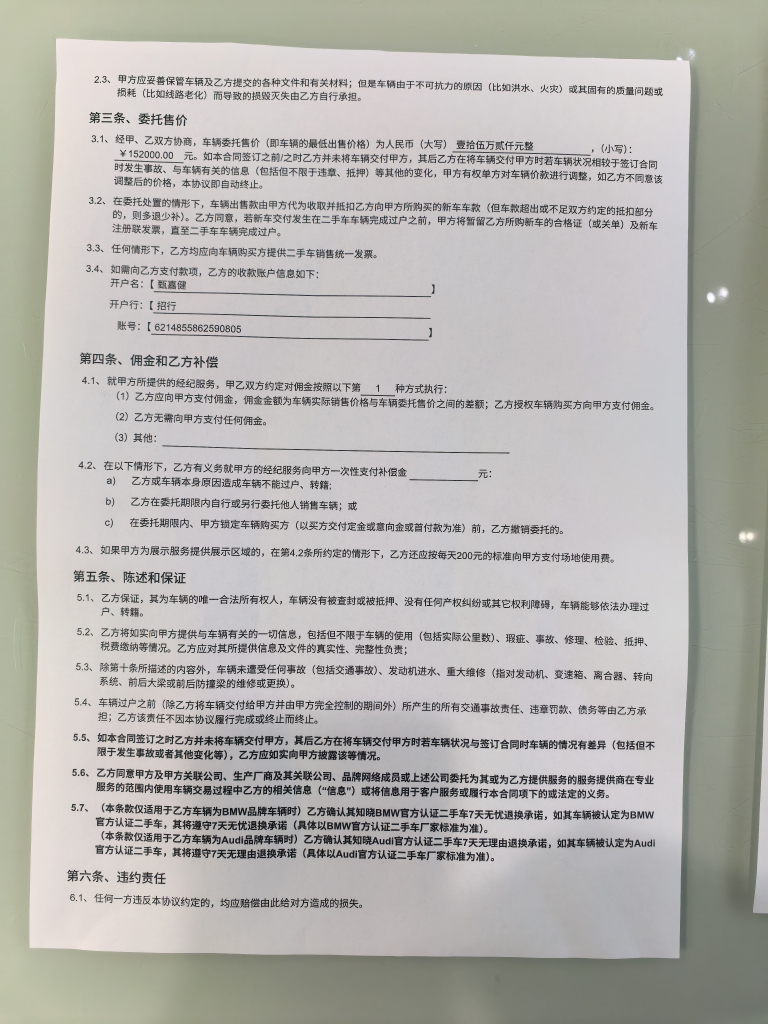 2.3、甲方应妥善保管车辆及乙方提交的各种文件和有关材料；但是车辆由于不可抗力的原因（比如洪水、火灾）或其固有的质量问题或
损耗（比如线路老化）而导致的损毁灭失由乙方自行承担。
第三条、委托售价
3.1、经甲、乙双方协商，车辆委托售价（即车辆的最低出售价格）为人民币（大写）壹拾伍万贰仟元整，（小写）：
￥152000.00 元。如本合同签订之前/之时乙方并未将车辆交付甲方，其后乙方在将车辆交付甲方时若车辆状况相较于签订合同
时发生事故、与车辆有关的信息（包括但不限于违章、抵押）等其他的变化，甲方有权单方对车辆价款进行调整，如乙方不同意该
调整后的价格，本协议即自动终止。
3.2、在委托处置的情形下，车辆出售款由甲方代为收取并抵扣乙方向甲方所购买的新车车款（但车款超出或不足双方约定的抵扣部分
的，则多退少补）。乙方同意，若新车交付发生在二手车车辆完成过户之前，甲方将暂留乙方所购新车的合格证（或关单）及新车
注册联发票，直至二手车车辆完成过户。
3.3、任何情形下，乙方均应向车辆购买方提供二手车销售统一发票。
3.4、如需向乙方支付款项，乙方的收款账户信息如下：
开户名：【甄嘉健】
开户行：【招行
账号：【6214855862590805】
第四条、佣金和乙方补偿
4.1、就甲方所提供的经纪服务，甲乙双方约定对佣金按照以下第 1 种方式执行：
（1）乙方应向甲方支付佣金，佣金金额为车辆实际销售价格与车辆委托售价之间的差额；乙方授权车辆购买方向甲方支付佣金。
（2）乙方无需向甲方支付任何佣金。
（3）其他：
4.2、在以下情形下，乙方有义务就甲方的经纪服务向甲方一次性支付补偿金 元：
a) 乙方或车辆本身原因造成车辆不能过户、转籍;
b) 乙方在委托期限内自行或另行委托他人销售车辆；或
c) 在委托期限内、甲方锁定车辆购买方（以买方交付定金或意向金或首付款为准）前，乙方撤销委托的。
4.3、如果甲方为展示服务提供展示区域的，在第4.2条所约定的情形下，乙方还应按每天200元的标准向甲方支付场地使用费。
第五条、陈述和保证
5.1、乙方保证，其为车辆的唯一合法所有权人，车辆没有被查封或被抵押、没有任何产权纠纷或其它权利障碍，车辆能够依法办理过
户、转籍。
5.2、乙方将如实向甲方提供与车辆有关的一切信息，包括但不限于车辆的使用（包括实际公里数）、瑕疵、事故、修理、检验、抵押、
税费缴纳等情况。乙方应对其所提供信息及文件的真实性、完整性负责；
5.3、除第十条所描述的内容外，车辆未遭受任何事故（包括交通事故）、发动机进水、重大维修（指对发动机、变速箱、离合器、转向
系统、前后大梁或前后防撞梁的维修或更换）。
5.4、车辆过户之前（除乙方将车辆交付给甲方并由甲方完全控制的期间外）所产生的所有交通事故责任、违章罚款、债务等由乙方承
担；乙方该责任不因本协议履行完成或终止而终止。
5.5、如本合同签订之时乙方并未将车辆交付甲方，其后乙方在将车辆交付甲方时若车辆状况与签订合同时车辆的情况有差异（包括但不
限于发生事故或者其他变化等），乙方应如实向甲方披露该等情况。
5.6、乙方同意甲方及甲方关联公司、生产厂商及其关联公司、品牌网络成员或上述公司委托为其或为乙方提供服务的服务提供商在专业
服务的范围内使用车辆交易过程中乙方的相关信息（“信息”）或将信息用于客户服务或履行本合同项下的或法定的义务。
5.7、（本条款仅适用于乙方车辆为BMW品牌车辆时）乙方确认其知晓BMW官方认证二手车7天无忧退换承诺，如其车辆被认定为BMW
官方认证二手车，其将遵守7天无忧退换承诺（具体以BMW官方认证二手车厂家标准为准）。
（本条款仅适用于乙方车辆为Audi品牌车辆时）乙方确认其知晓Audi官方认证二手车7天无理由退换承诺，如其车辆被认定为Audi
官方认证二手车，其将遵守7天无理由退换承诺（具体以Audi官方认证二手车厂家标准为准）。
第六条、违约责任
6.1、任何一方违反本协议约定的，均应赔偿由此给对方造成的损失。